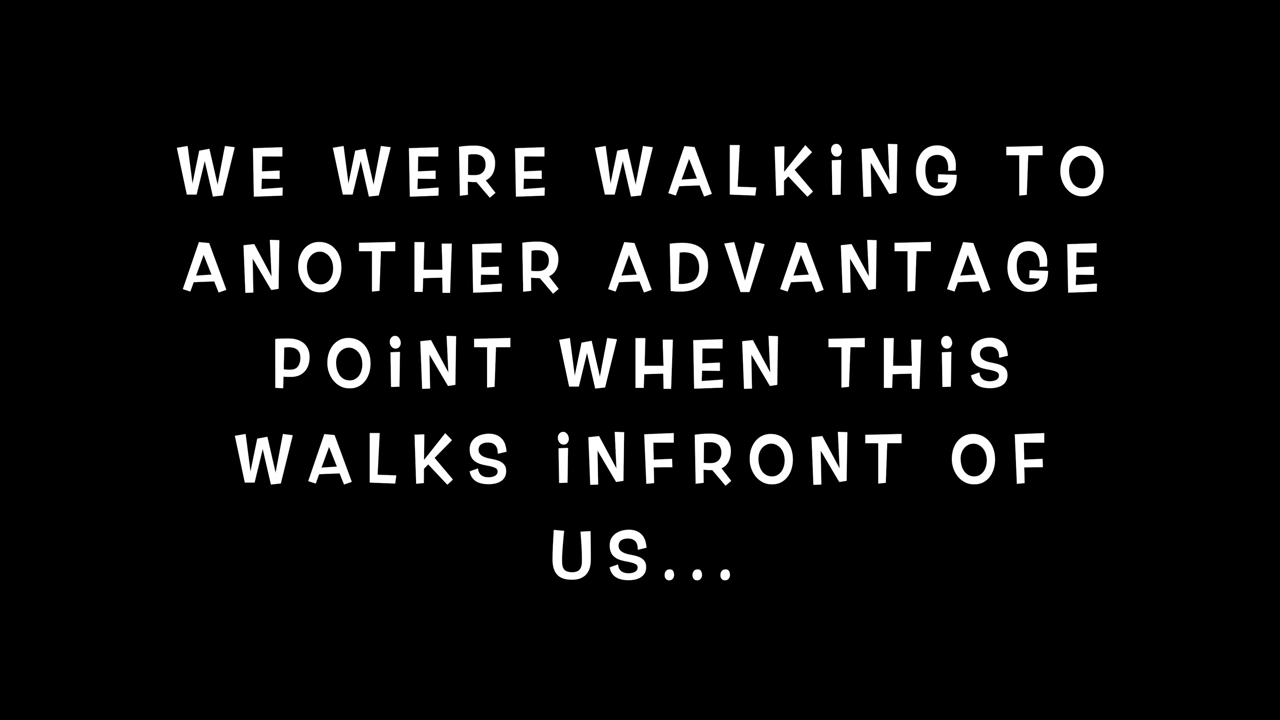 WE WERE WALKiNG TO
ANOTHER ADVANTAGE
POiNT WHEN THiS
WALKS iNFRONT OF
US...